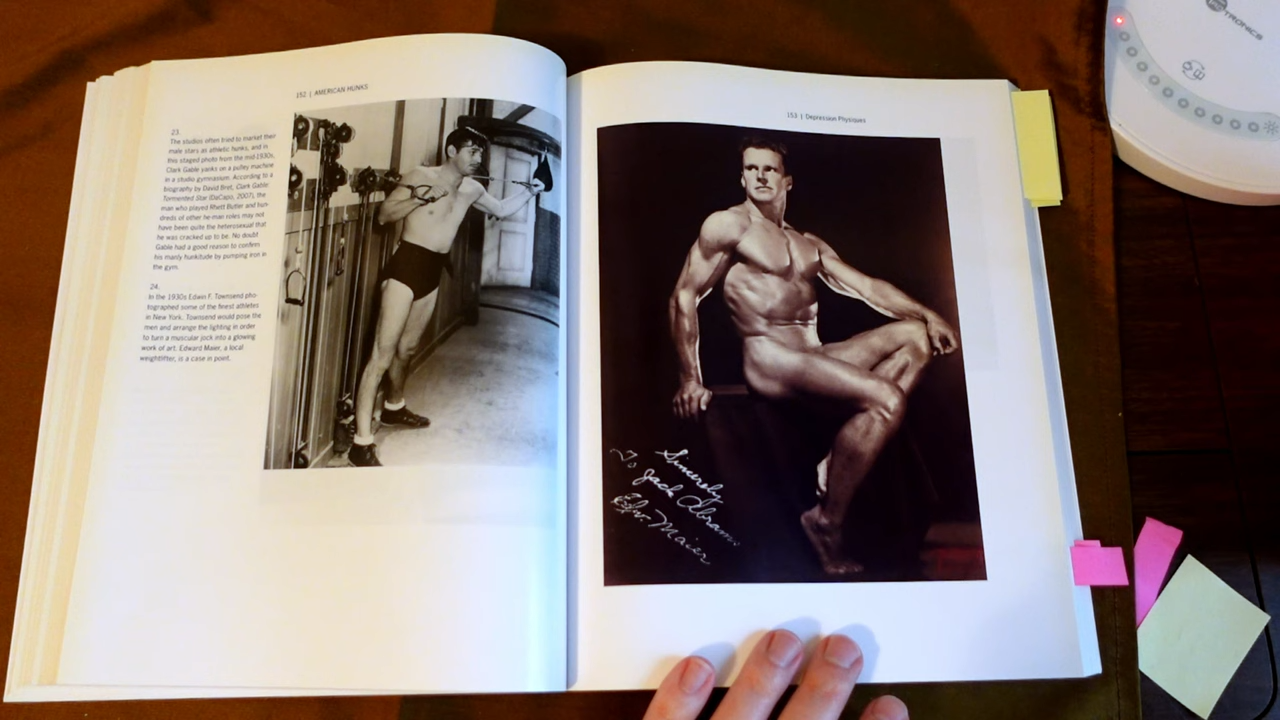 152 | AMERICAN HUNKS
23.
The studios often tried to market their
male stars as athletic hunks, and in
this staged photo from the mid-1930s,
Clark Gable yanks on a pulley machine
in a studio gymnasium. According to a
biography by David Bret, Clark Gable:
Tormented Star (DaCapo, 2007), the
man who played Rhett Butler and hun-
dreds of other he-man roles may not
have been quite the heterosexual that
he was cracked up to be. No doubt
Gable had a good reason to confirm
his manly hunkitude by pumping iron in
the gym.
24.
In the 1930s Edwin F. Townsend pho-
tographed some of the finest athletes
in New York. Townsend would pose the
men and arrange the lighting in order
to turn a muscular jock into a glowing
work of art. Edward Maier, a local
weightlifter, is a case in point.
153 | Depression Physiques
Sincerely
To Jack Abrams
Edw. Maier
TRONICS